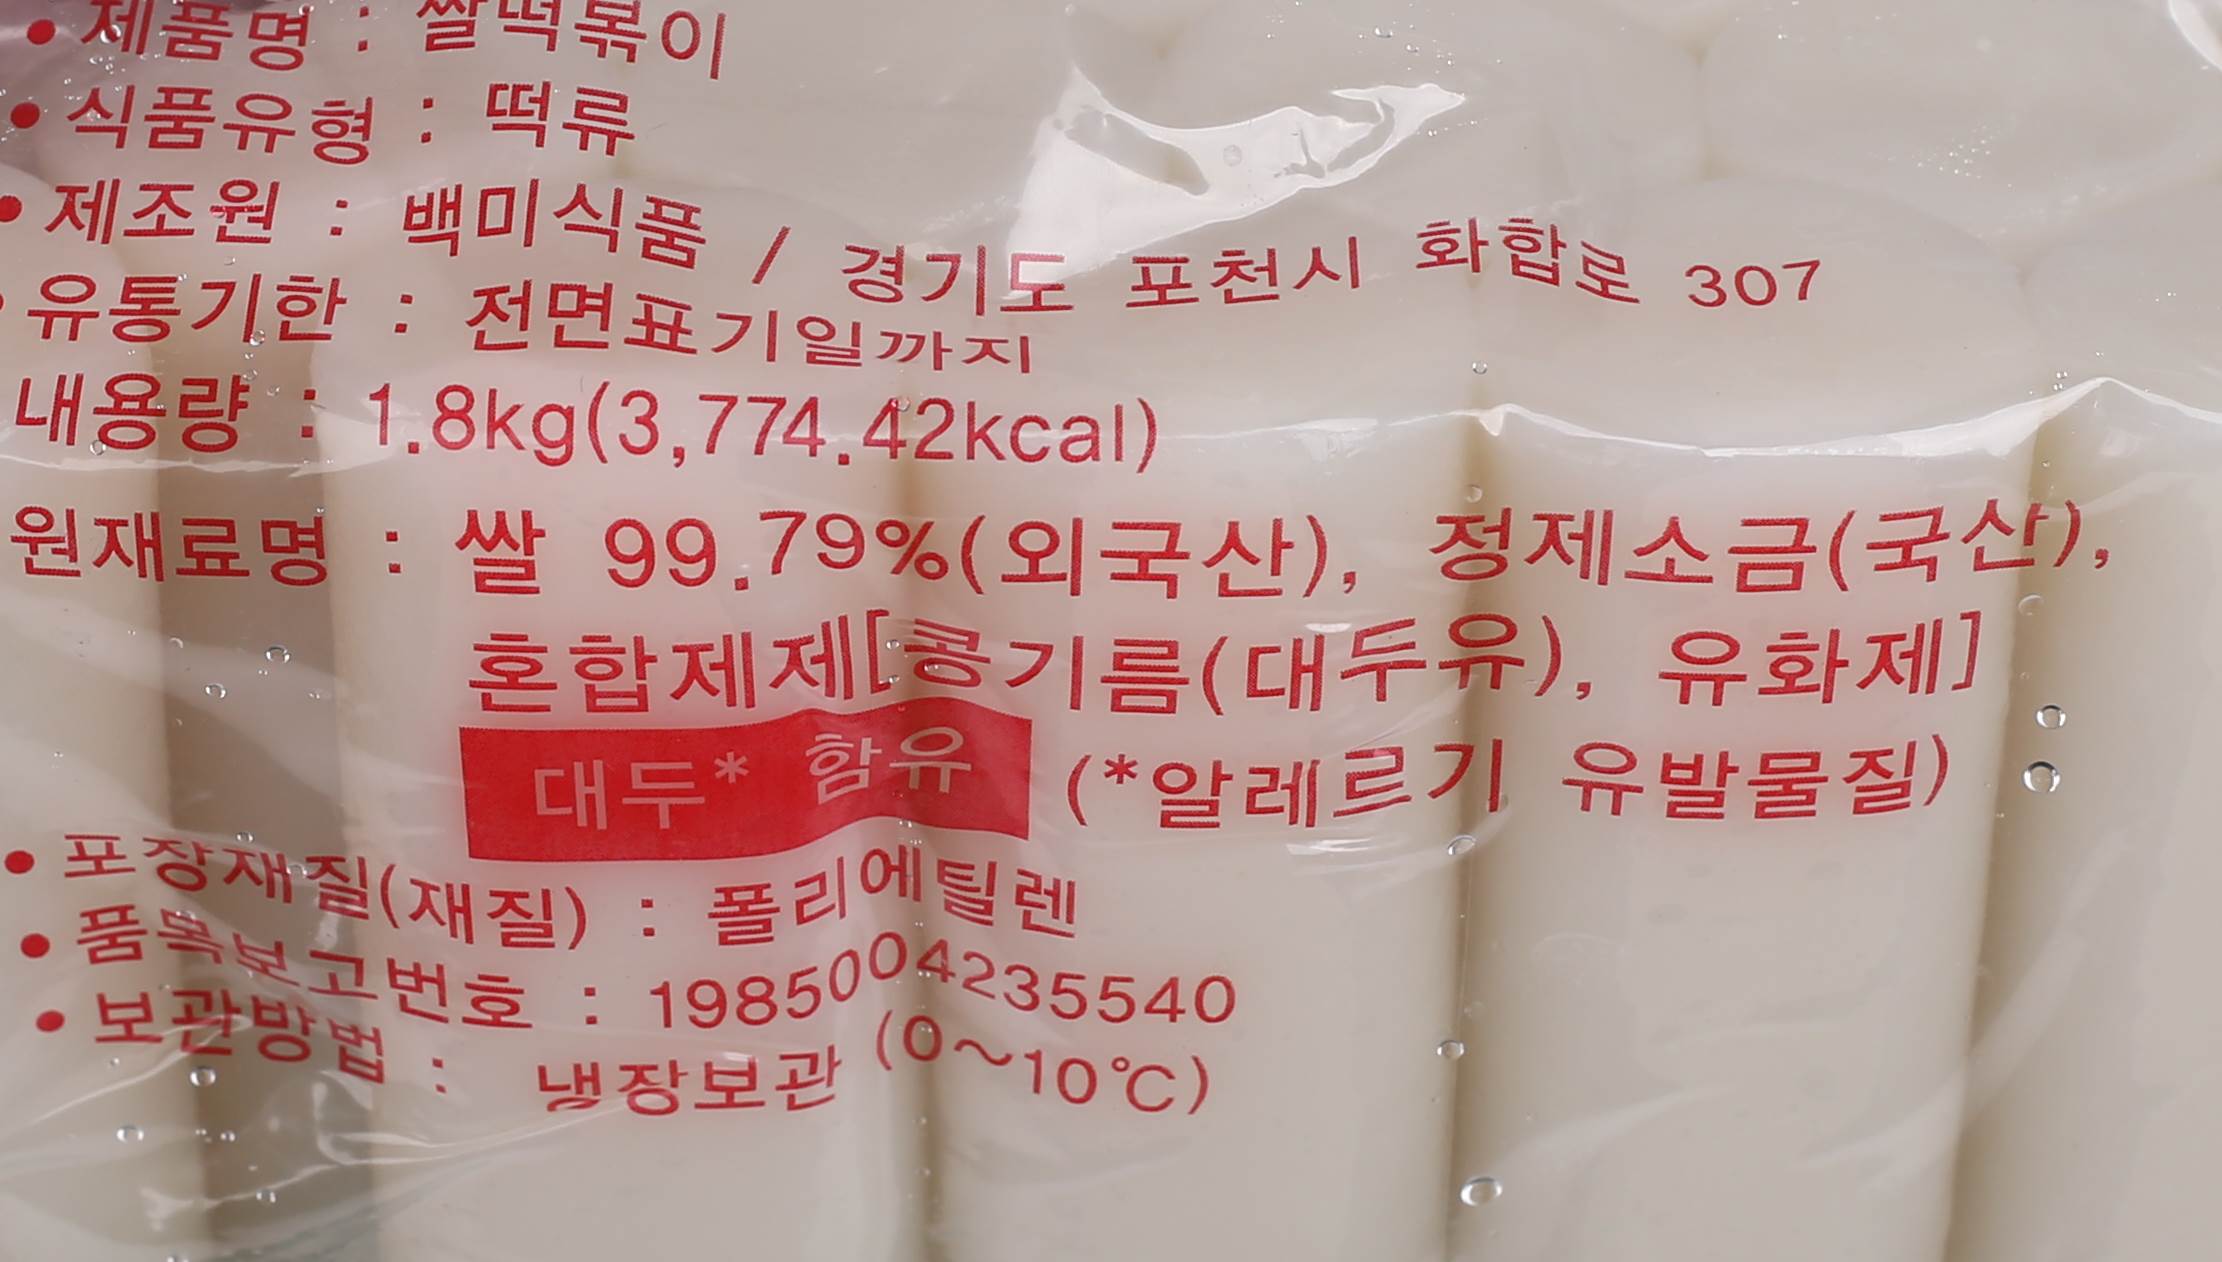 • 제품명 : 쌀떡볶이
• 식품유형 : 떡류
• 제조원 : 백미식품 / 경기도 포천시 화합로 307
• 유통기한 : 전면표기일까지
내용량 : 1.8kg(3,774.42kcal)
원재료명 : 쌀 99.79%(외국산), 정제소금(국산),
혼합제제[콩기름(대두유), 유화제]
대두* 함유 (*알레르기 유발물질)
• 포장재질(재질) : 폴리에틸렌
• 품목보고번호 : 1985004235540
• 보관방법 : 냉장보관 (0~10℃)